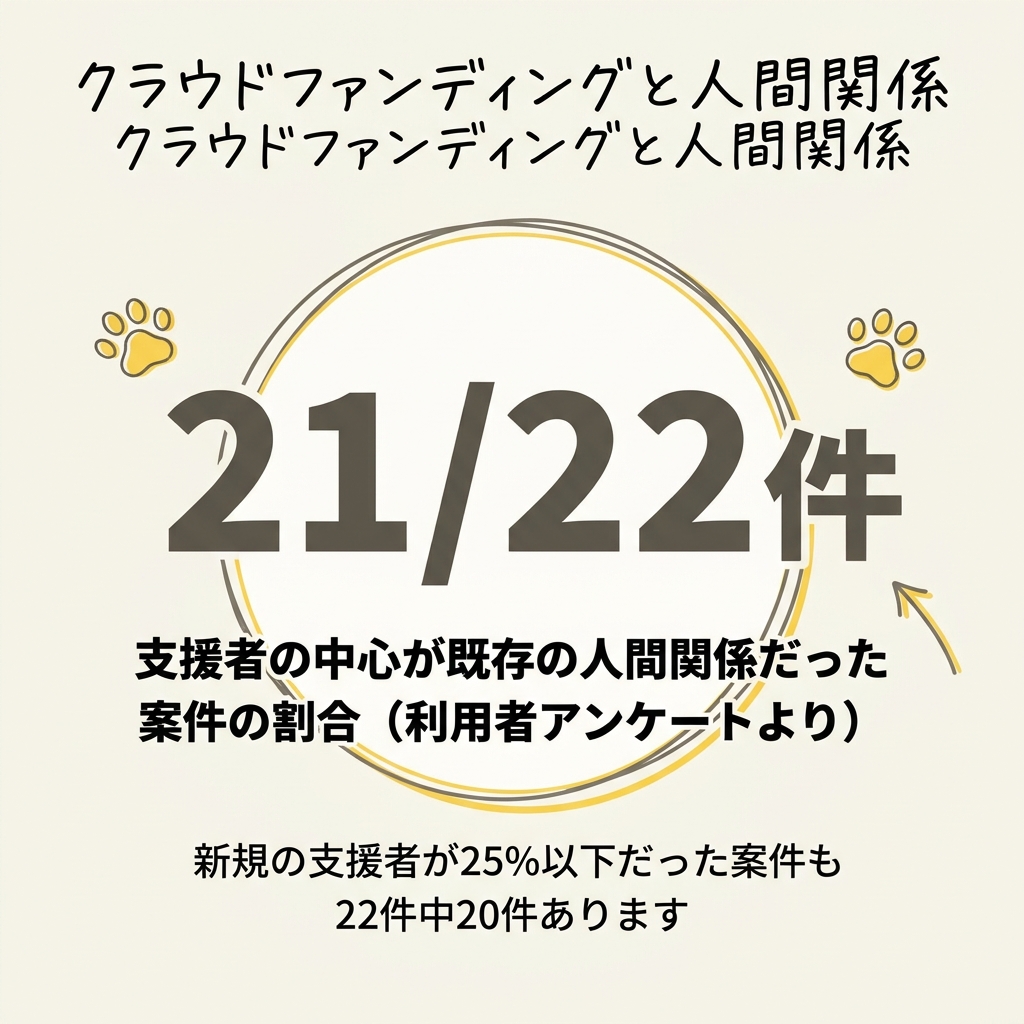 クラウドファンディングと人間関係
クラウドファンディングと人間関係
21/22件
支援者の中心が既存の人間関係だった
案件の割合（利用者アンケートより）
新規の支援者が25%以下だった案件も
22件中20件あります